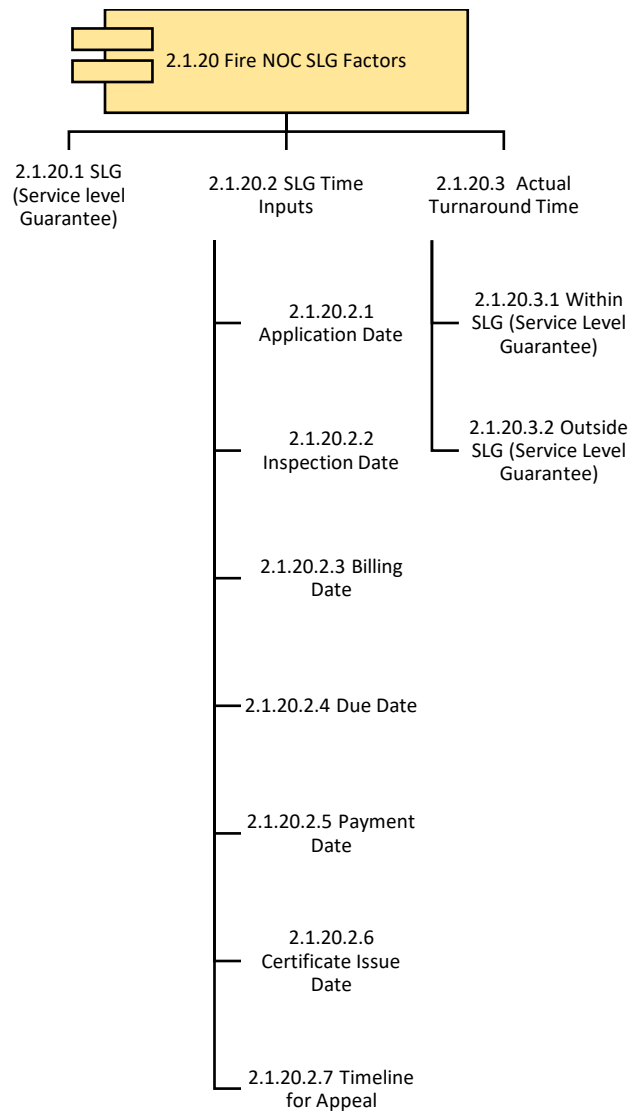 2.1.20 Fire NOC SLG Factors
2.1.20.1 SLG
(Service level
Guarantee)
2.1.20.2 SLG Time
Inputs
2.1.20.2.1
Application Date
2.1.20.2.2
Inspection Date
2.1.20.2.3 Billing
Date
2.1.20.2.4 Due Date
2.1.20.2.5 Payment
Date
2.1.20.2.6
Certificate Issue
Date
2.1.20.2.7 Timeline
for Appeal
2.1.20.3 Actual
Turnaround Time
2.1.20.3.1 Within
SLG (Service Level
Guarantee)
2.1.20.3.2 Outside
SLG (Service Level
Guarantee)